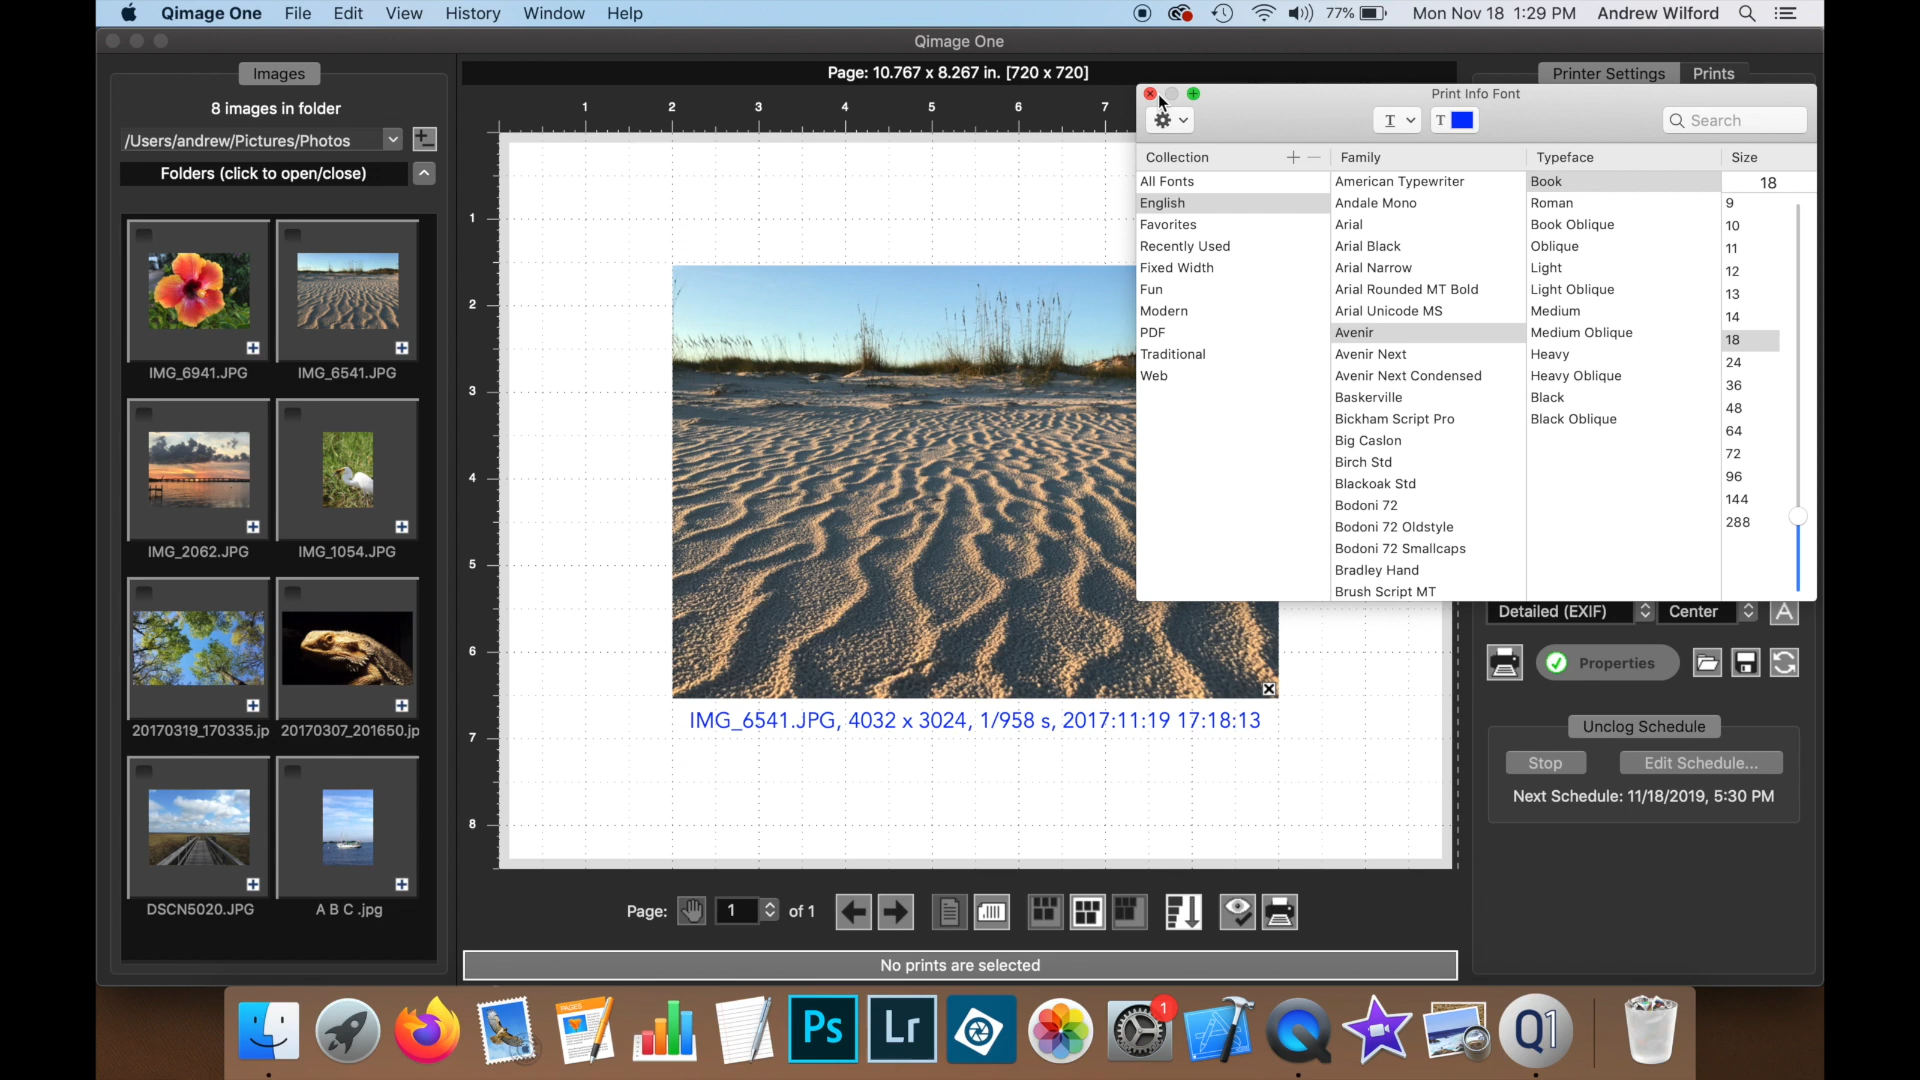 Qimage One File Edit View History Window Help
77% Mon Nov 18 1:29 PM Andrew Wilford
Qimage One
Images
8 images in folder
/Users/andrew/Pictures/Photos
Folders (click to open/close)
IMG_6941.JPG IMG_6541.JPG
IMG_2062.JPG IMG_1054.JPG
20170319_170335.jp 20170307_201650.jp
DSCN5020.JPG A B C .jpg
Page: 10.767 x 8.267 in. [720 x 720]
1 2 3 4 5 6 7
1
2
3
4
5
6
7
8
IMG_6541.JPG, 4032 x 3024, 1/958 s, 2017:11:19 17:18:13
Page: 1 of 1
No prints are selected
Printer Settings Prints
Print Info Font
T T Search
Collection Family Typeface Size
All Fonts
English
Favorites
Recently Used
Fixed Width
Fun
Modern
PDF
Traditional
Web
American Typewriter
Andale Mono
Arial
Arial Black
Arial Narrow
Arial Rounded MT Bold
Arial Unicode MS
Avenir
Avenir Next
Avenir Next Condensed
Baskerville
Bickham Script Pro
Big Caslon
Birch Std
Blackoak Std
Bodoni 72
Bodoni 72 Oldstyle
Bodoni 72 Smallcaps
Bradley Hand
Brush Script MT
Book
Roman
Book Oblique
Oblique
Light
Light Oblique
Medium
Medium Oblique
Heavy
Heavy Oblique
Black
Black Oblique
18
9
10
11
12
13
14
18
24
36
48
64
72
96
144
288
Detailed (EXIF) Center A
Properties
Unclog Schedule
Stop Edit Schedule...
Next Schedule: 11/18/2019, 5:30 PM
PAGES Ps Lr 1 Q1